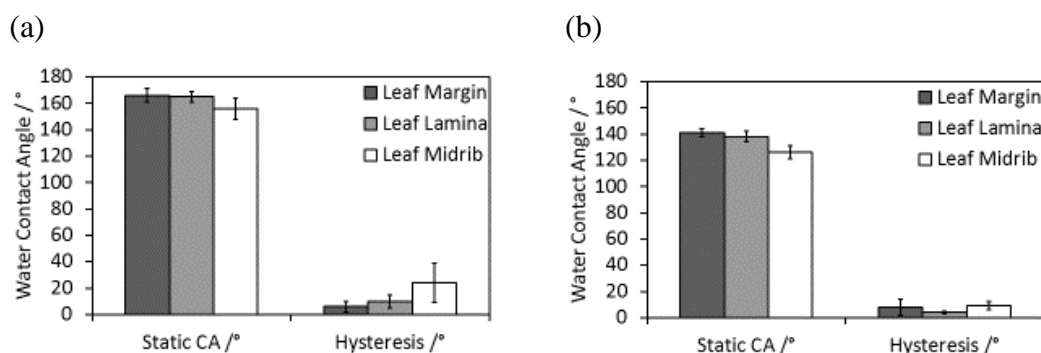 (a)
(b)
180
160
140
120
100
80
60
40
20
0
Water Contact Angle / °
Leaf Margin
Leaf Lamina
Leaf Midrib
Static CA /°
Hysteresis /°
180
160
140
120
100
80
60
40
20
0
Water Contact Angle / °
Leaf Margin
Leaf Lamina
Leaf Midrib
Static CA /°
Hysteresis /°